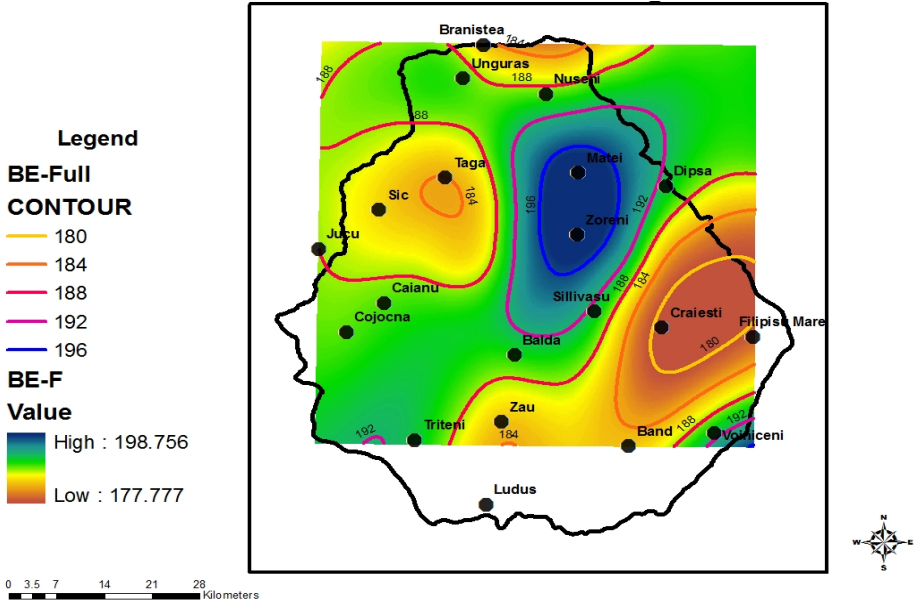 Legend
BE-Full
CONTOUR
180
184
188
192
196
BE-F
Value
High : 198.756
Low : 177.777
0 3.5 7 14 21 28
Kilometers
Branistea
184
Unguras
188
188
Nuseni
88
Taga
184
Matei
Dipsa
Sic
196
192
Zoreni
Jucu
188
184
Caianu
Sillivasu
Craiesti
Cojocna
Filipisu Mare
180
Balda
Zau
192
Triteni
184
Band
188
192
Voiniceni
Ludus
N
W E
S